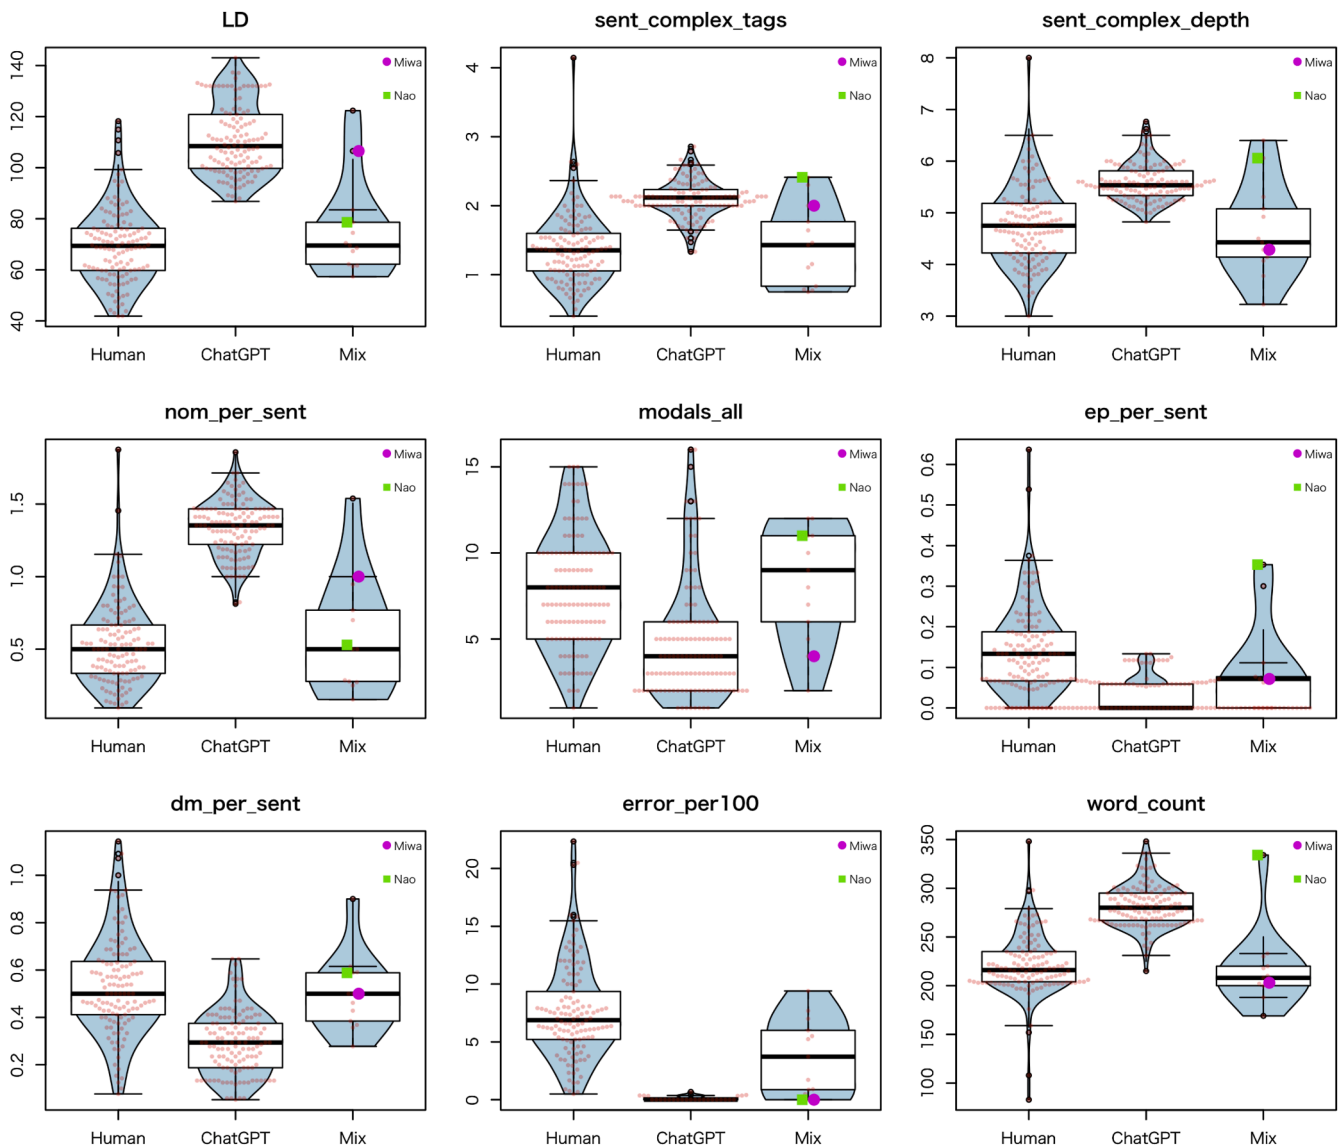 LD
140
120
100
80
60
40
Miwa
Nao
Human ChatGPT Mix
sent_complex_tags
4
3
2
1
Miwa
Nao
Human ChatGPT Mix
sent_complex_depth
8
7
6
5
4
3
Miwa
Nao
Human ChatGPT Mix
nom_per_sent
1.5
1.0
0.5
Miwa
Nao
Human ChatGPT Mix
modals_all
15
10
5
Miwa
Nao
Human ChatGPT Mix
ep_per_sent
0.6
0.5
0.4
0.3
0.2
0.1
0.0
Miwa
Nao
Human ChatGPT Mix
dm_per_sent
1.0
0.8
0.6
0.4
0.2
Miwa
Nao
Human ChatGPT Mix
error_per100
20
15
10
5
0
Miwa
Nao
Human ChatGPT Mix
word_count
350
300
250
200
150
100
Miwa
Nao
Human ChatGPT Mix